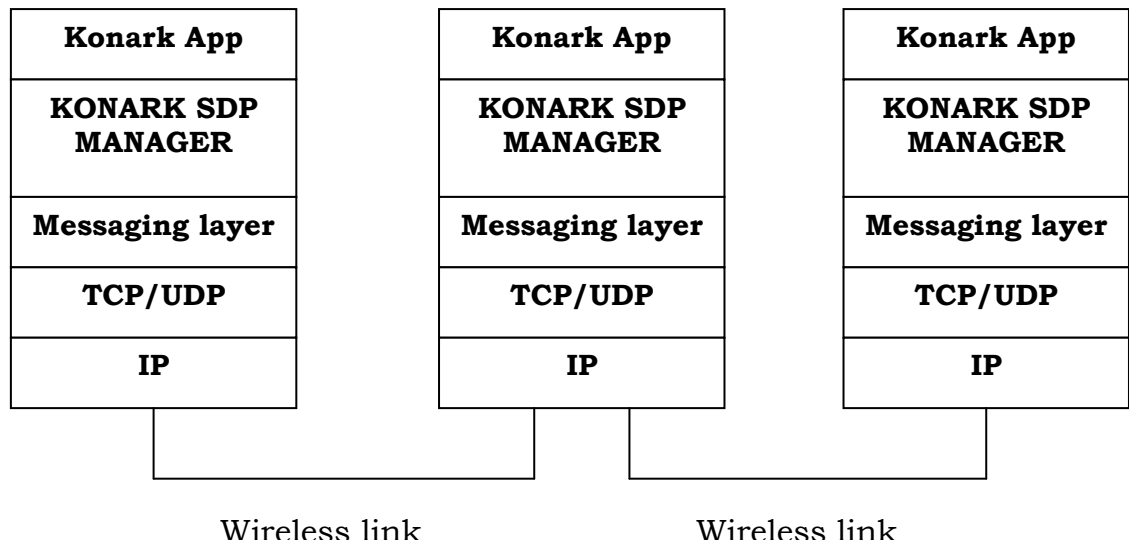 Konark App
KONARK SDP
MANAGER
Messaging layer
TCP/UDP
IP
Konark App
KONARK SDP
MANAGER
Messaging layer
TCP/UDP
IP
Konark App
KONARK SDP
MANAGER
Messaging layer
TCP/UDP
IP
Wireless link
Wireless link